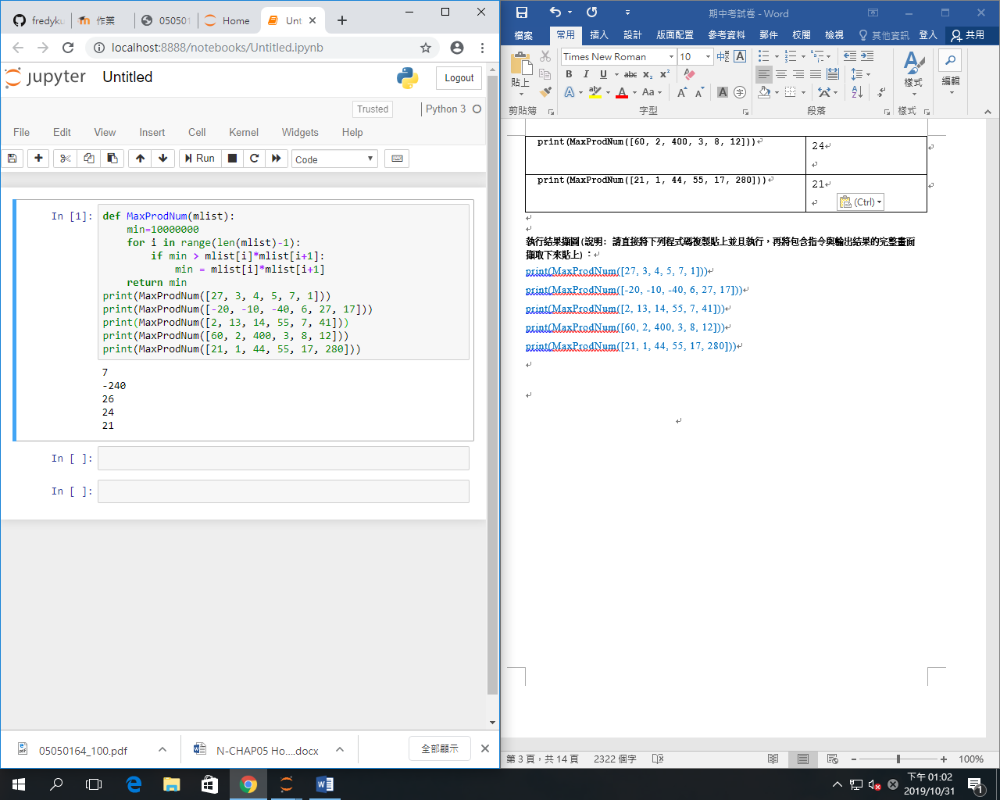 fredyku
作業
050501
Home
Unt
localhost:8888/notebooks/Untitled.ipynb
jupyter Untitled
Logout
Trusted
Python 3
File Edit View Insert Cell Kernel Widgets Help
Run
Code
In [1]:
def MaxProdNum(mlist):
    min=10000000
    for i in range(len(mlist)-1):
        if min > mlist[i]*mlist[i+1]:
            min = mlist[i]*mlist[i+1]
    return min
print(MaxProdNum([27, 3, 4, 5, 7, 1]))
print(MaxProdNum([-20, -10, -40, 6, 27, 17]))
print(MaxProdNum([2, 13, 14, 55, 7, 41]))
print(MaxProdNum([60, 2, 400, 3, 8, 12]))
print(MaxProdNum([21, 1, 44, 55, 17, 280]))
7
-240
26
24
21
In [ ]:
In [ ]:
05050164_100.pdf
N-CHAP05 Ho....docx
全部顯示
期中考試卷 - Word
檔案 常用 插入 設計 版面配置 參考資料 郵件 校閱 檢視 其他資訊 登入 共用
貼上
Times New Roman 10
樣式
編輯
剪貼簿 字型 段落 樣式
print(MaxProdNum([60, 2, 400, 3, 8, 12])) 24
print(MaxProdNum([21, 1, 44, 55, 17, 280])) 21
(Ctrl)
執行結果擷圖(說明: 請直接將下列程式碼複製貼上並且執行，再將包含指令與輸出結果的完整畫面
擷取下來貼上)：
print(MaxProdNum([27, 3, 4, 5, 7, 1]))
print(MaxProdNum([-20, -10, -40, 6, 27, 17]))
print(MaxProdNum([2, 13, 14, 55, 7, 41]))
print(MaxProdNum([60, 2, 400, 3, 8, 12]))
print(MaxProdNum([21, 1, 44, 55, 17, 280]))
第 3 頁，共 14 頁 2322 個字 100%
下午 01:02
2019/10/31
1